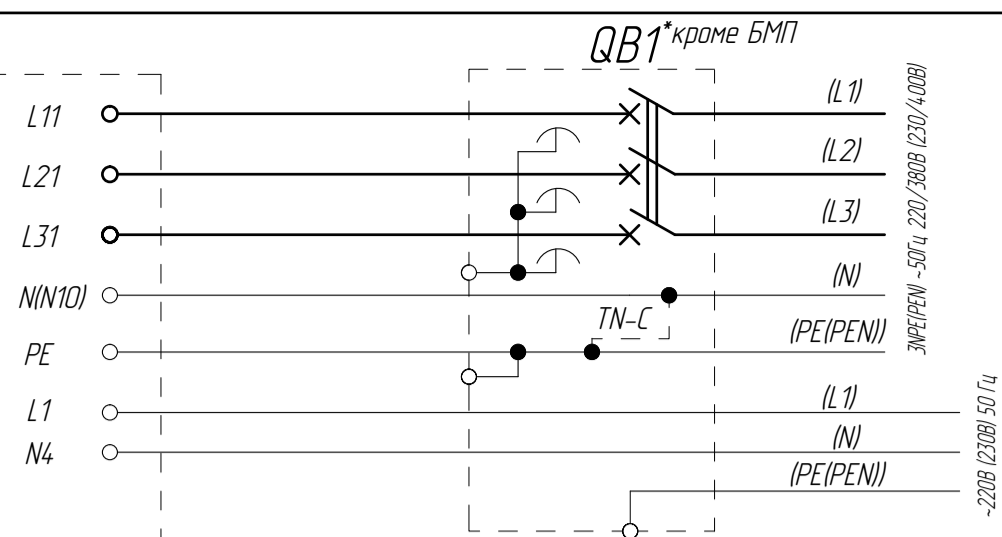 QB1*кроме БМП
L11
(L1)
L21
(L2)
L31
(L3)
N(N10)
(N)
TN-C
PE
(PE(PEN))
3NPE(PEN) ~50Гц 220/380В (230/400В)
L1
(L1)
N4
(N)
(PE(PEN))
~220В (230В) 50 Гц